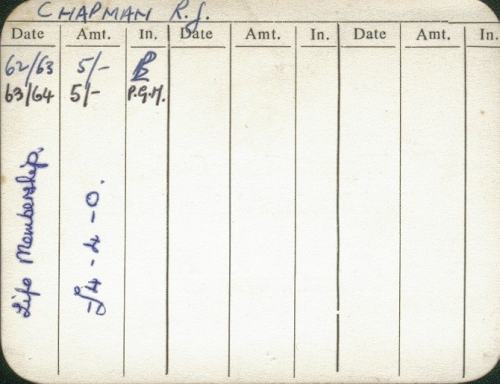 CHAPMAN R.J.
Date Amt. In. Date Amt. In. Date Amt. In.
62/63 5/-
63/64 5/- P.G.H.
Life Membership. £4-4-0.